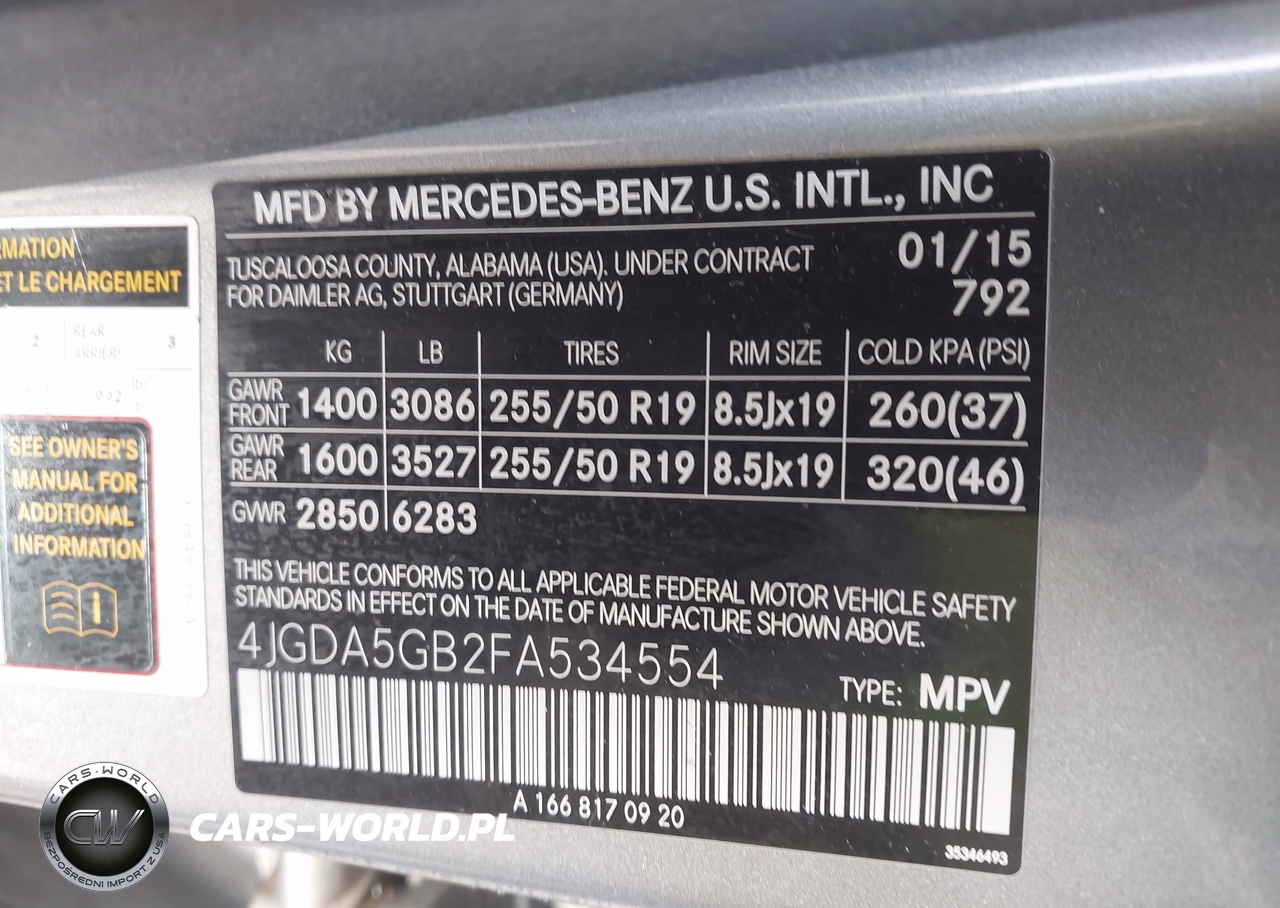 MFD BY MERCEDES-BENZ U.S. INTL., INC
TUSCALOOSA COUNTY, ALABAMA (USA). UNDER CONTRACT 01/15
FOR DAIMLER AG, STUTTGART (GERMANY) 792
KG LB TIRES RIM SIZE COLD KPA (PSI)
GAWR FRONT 1400 3086 255/50 R19 8.5Jx19 260(37)
GAWR REAR 1600 3527 255/50 R19 8.5Jx19 320(46)
GVWR 2850 6283
THIS VEHICLE CONFORMS TO ALL APPLICABLE FEDERAL MOTOR VEHICLE SAFETY
STANDARDS IN EFFECT ON THE DATE OF MANUFACTURE SHOWN ABOVE.
4JGDA5GB2FA534554
TYPE: MPV
A 166 817 09 20
35346493
RMATION
ET LE CHARGEMENT
2 REAR 3
ARRIÈRE
SEE OWNER'S
MANUAL FOR
ADDITIONAL
INFORMATION
CARS-WORLD
CW
BEZPOŚREDNI IMPORT Z USA
CARS-WORLD.PL